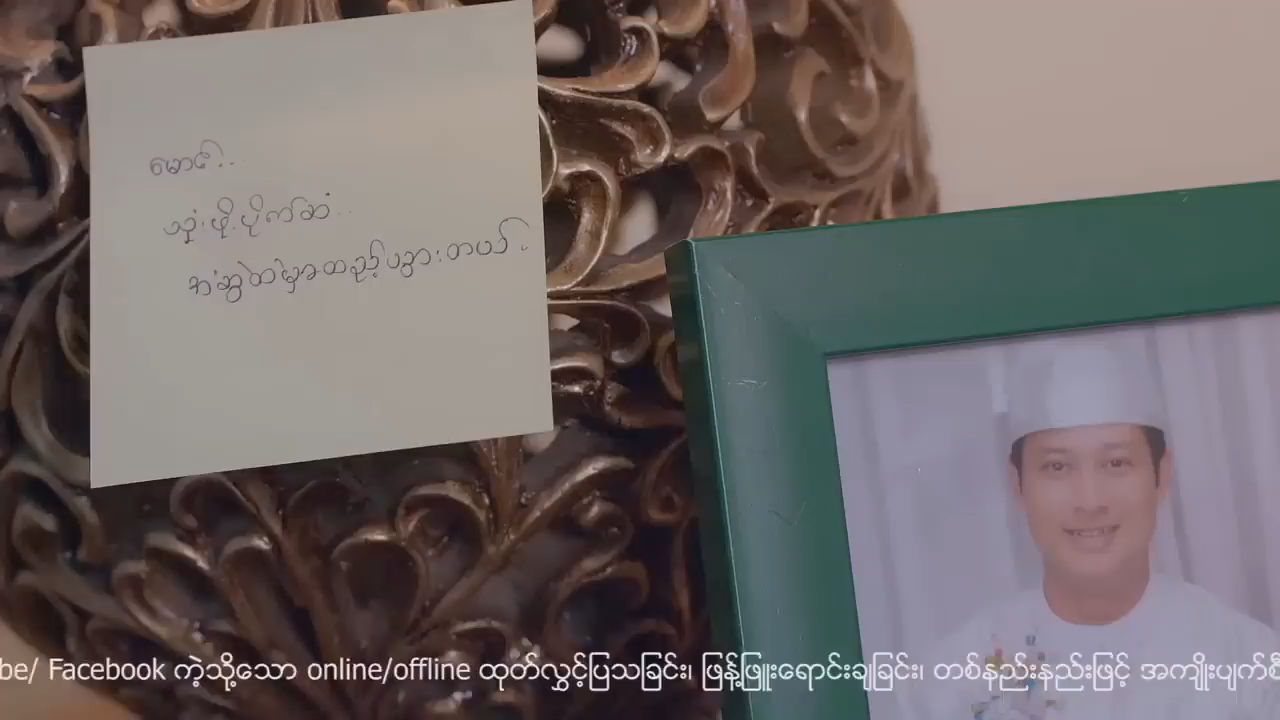 မောင်..
သုံးဖို့ပိုက်ဆံ..
အံဆွဲထဲမှာထည့်ပေးထားတယ်.
be/ Facebook ကဲ့သို့သော online/offline ထုတ်လွှင့်ပြသခြင်း၊ ဖြန့်ဖြူးရောင်းချခြင်း၊ တစ်နည်းနည်းဖြင့် အကျိုးပျက်စီ